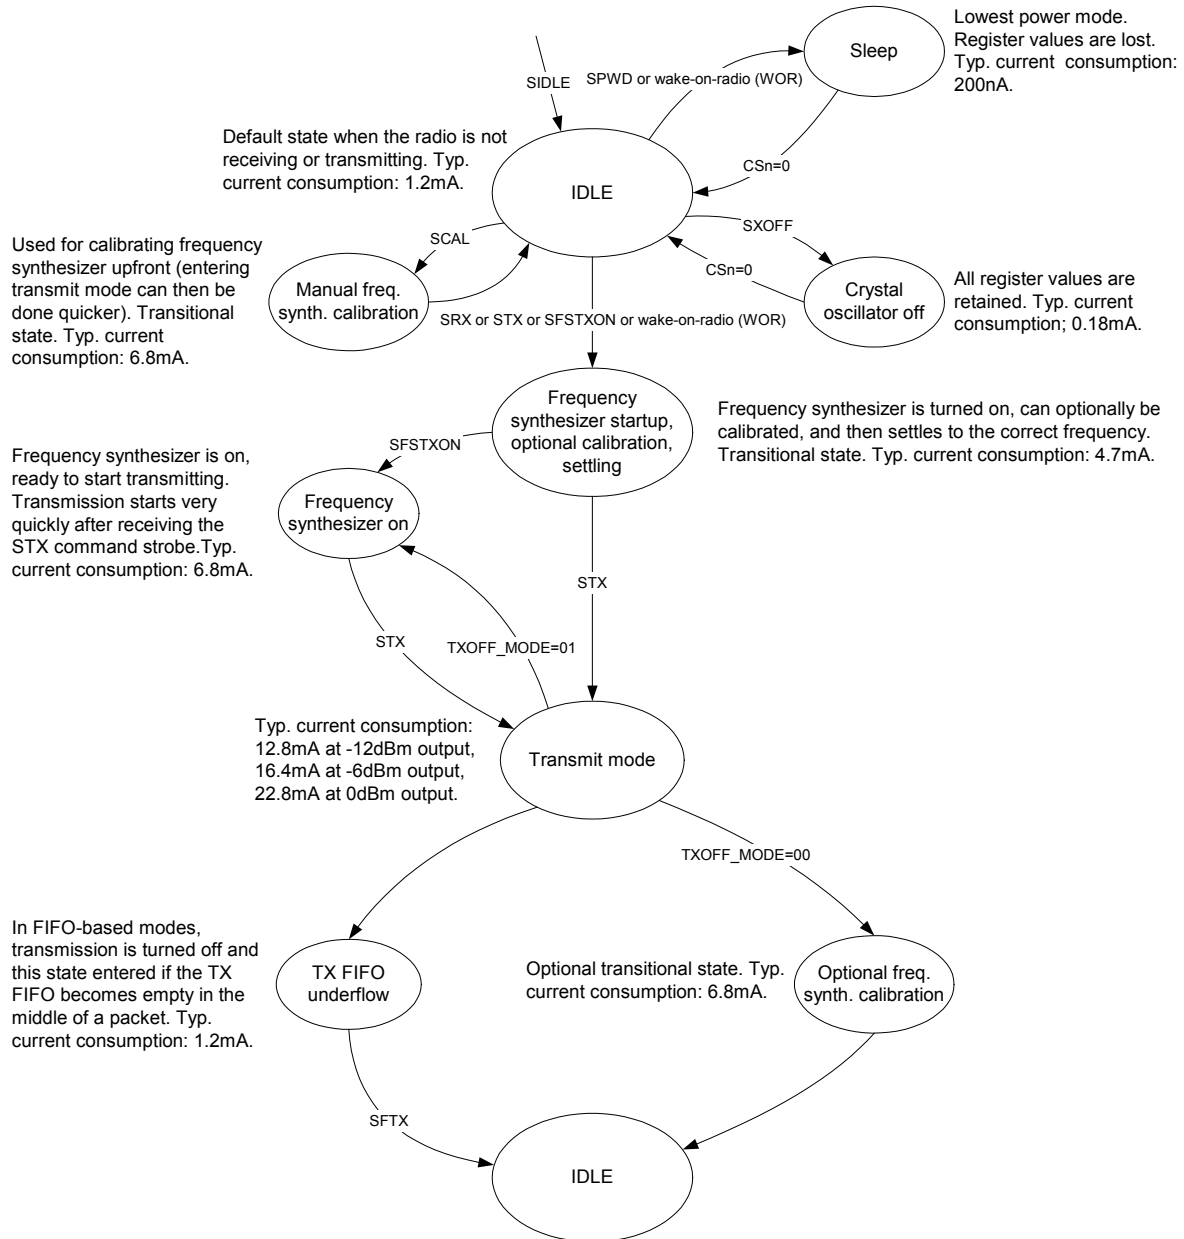 Lowest power mode.
Register values are lost.
Typ. current consumption:
200nA.
Sleep
SPWD or wake-on-radio (WOR)
SIDLE
CSn=0
Default state when the radio is not
receiving or transmitting. Typ.
current consumption: 1.2mA.
IDLE
SXOFF
SCAL
CSn=0
Used for calibrating frequency
synthesizer upfront (entering
transmit mode can then be
done quicker). Transitional
state. Typ. current
consumption: 6.8mA.
Manual freq.
synth. calibration
Crystal
oscillator off
All register values are
retained. Typ. current
consumption; 0.18mA.
SRX or STX or SFSTXON or wake-on-radio (WOR)
Frequency
synthesizer startup,
optional calibration,
settling
Frequency synthesizer is turned on, can optionally be
calibrated, and then settles to the correct frequency.
Transitional state. Typ. current consumption: 4.7mA.
SFSTXON
Frequency synthesizer is on,
ready to start transmitting.
Transmission starts very
quickly after receiving the
STX command strobe.Typ.
current consumption: 6.8mA.
Frequency
synthesizer on
STX
STX
TXOFF_MODE=01
Typ. current consumption:
12.8mA at -12dBm output,
16.4mA at -6dBm output,
22.8mA at 0dBm output.
Transmit mode
TXOFF_MODE=00
In FIFO-based modes,
transmission is turned off and
this state entered if the TX
FIFO becomes empty in the
middle of a packet. Typ.
current consumption: 1.2mA.
TX FIFO
underflow
Optional transitional state. Typ.
current consumption: 6.8mA.
Optional freq.
synth. calibration
SFTX
IDLE